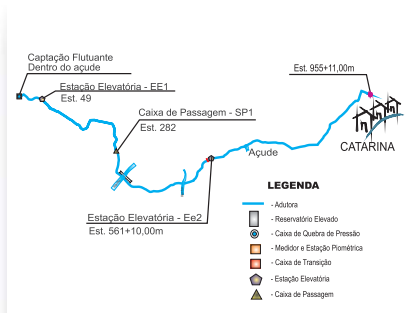 Captação Flutuante
Dentro do açude
Est. 955+11,00m
Estação Elevatória - EE1
Est. 49
Caixa de Passagem - SP1
Est. 282
CATARINA
Açude
LEGENDA
- Adutora
- Reservatório Elevado
- Caixa de Quebra de Pressão
- Medidor e Estação Piométrica
- Caixa de Transição
- Estação Elevatória
- Caixa de Passagem
Estação Elevatória - Ee2
Est. 561+10,00m